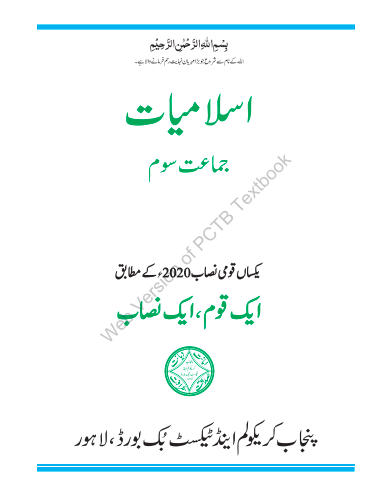 بِسْمِ اللّٰهِ الرَّحْمٰنِ الرَّحِيْمِ
اللہ کے نام سے شروع جو بڑا مہربان نہایت رحم فرمانے والا ہے۔
اسلامیات
جماعت سوم
یکساں قومی نصاب 2020ء کے مطابق
ایک قوم، ایک نصاب
پنجاب کریکولم اینڈ ٹیکسٹ بُک بورڈ، لاہور
Web Version of PCTB Textbook